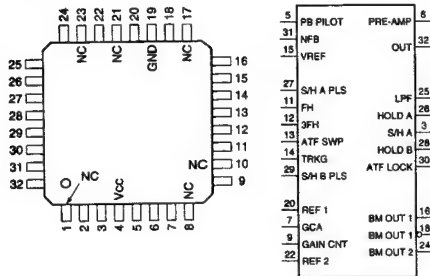 24 23 22 21 20 19 18 17
NC NC GND NC
25 16
26 15
27 14
28 13
29 12
30 11
31 NC 10
32 NC 9
Vcc NC
1 2 3 4 5 6 7 8
5 PB PILOT PRE-AMP 6
31 NFB OUT 32
15 VREF
27 S/H A PLS LPF 25
11 FH HOLD A 26
12 3FH S/H A 3
13 ATF SWP HOLD B 28
14 TRKG ATF LOCK 30
29 S/H B PLS
20 REF 1 BM OUT 1 16
7 GCA BM OUT 1 18
9 GAIN CNT BM OUT 2 24
22 REF 2